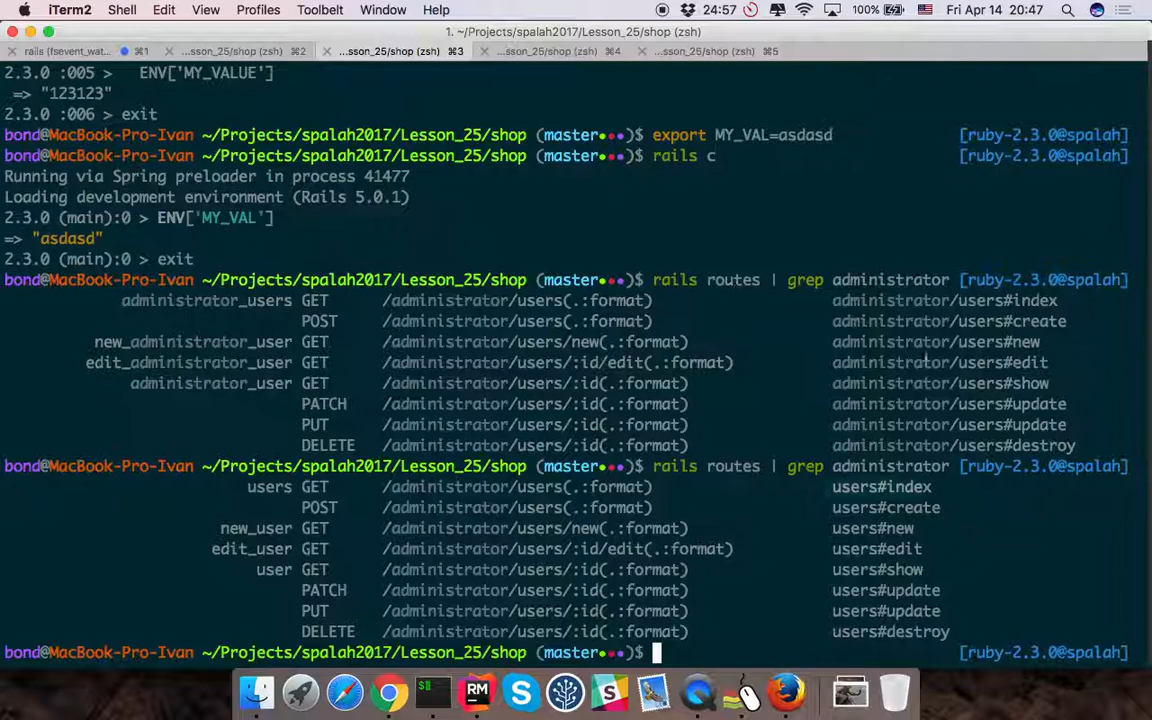 iTerm2 Shell Edit View Profiles Toolbelt Window Help 24:57 100% Fri Apr 14 20:47
1. ~/Projects/spalah2017/Lesson_25/shop (zsh)
rails (fsevent_wat... ⌘1 ...sson_25/shop (zsh) ⌘2 ...sson_25/shop (zsh) ⌘3 ...sson_25/shop (zsh) ⌘4 ...sson_25/shop (zsh) ⌘5
2.3.0 :005 > ENV['MY_VALUE']
=> "123123"
2.3.0 :006 > exit
bond@MacBook-Pro-Ivan ~/Projects/spalah2017/Lesson_25/shop (master•••)$ export MY_VAL=asdasd [ruby-2.3.0@spalah]
bond@MacBook-Pro-Ivan ~/Projects/spalah2017/Lesson_25/shop (master•••)$ rails c [ruby-2.3.0@spalah]
Running via Spring preloader in process 41477
Loading development environment (Rails 5.0.1)
2.3.0 (main):0 > ENV['MY_VAL']
=> "asdasd"
2.3.0 (main):0 > exit
bond@MacBook-Pro-Ivan ~/Projects/spalah2017/Lesson_25/shop (master•••)$ rails routes | grep administrator [ruby-2.3.0@spalah]
administrator_users GET /administrator/users(.:format) administrator/users#index
POST /administrator/users(.:format) administrator/users#create
new_administrator_user GET /administrator/users/new(.:format) administrator/users#new
edit_administrator_user GET /administrator/users/:id/edit(.:format) administrator/users#edit
administrator_user GET /administrator/users/:id(.:format) administrator/users#show
PATCH /administrator/users/:id(.:format) administrator/users#update
PUT /administrator/users/:id(.:format) administrator/users#update
DELETE /administrator/users/:id(.:format) administrator/users#destroy
bond@MacBook-Pro-Ivan ~/Projects/spalah2017/Lesson_25/shop (master•••)$ rails routes | grep administrator [ruby-2.3.0@spalah]
users GET /administrator/users(.:format) users#index
POST /administrator/users(.:format) users#create
new_user GET /administrator/users/new(.:format) users#new
edit_user GET /administrator/users/:id/edit(.:format) users#edit
user GET /administrator/users/:id(.:format) users#show
PATCH /administrator/users/:id(.:format) users#update
PUT /administrator/users/:id(.:format) users#update
DELETE /administrator/users/:id(.:format) users#destroy
bond@MacBook-Pro-Ivan ~/Projects/spalah2017/Lesson_25/shop (master•••)$ [ruby-2.3.0@spalah]